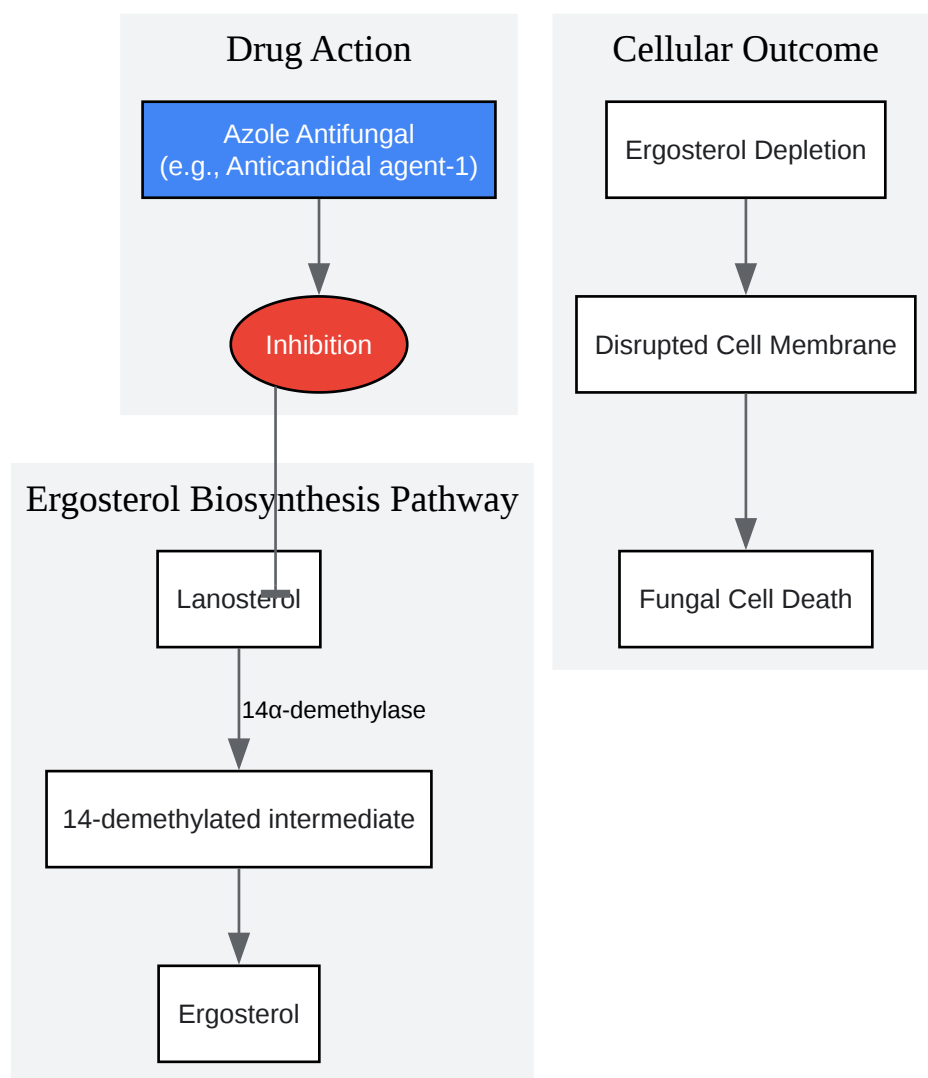 Drug Action
Azole Antifungal
(e.g., Anticandidal agent-1)
Inhibition
Ergosterol Biosynthesis Pathway
Lanosterol
14α-demethylase
14-demethylated intermediate
Ergosterol
Cellular Outcome
Ergosterol Depletion
Disrupted Cell Membrane
Fungal Cell Death